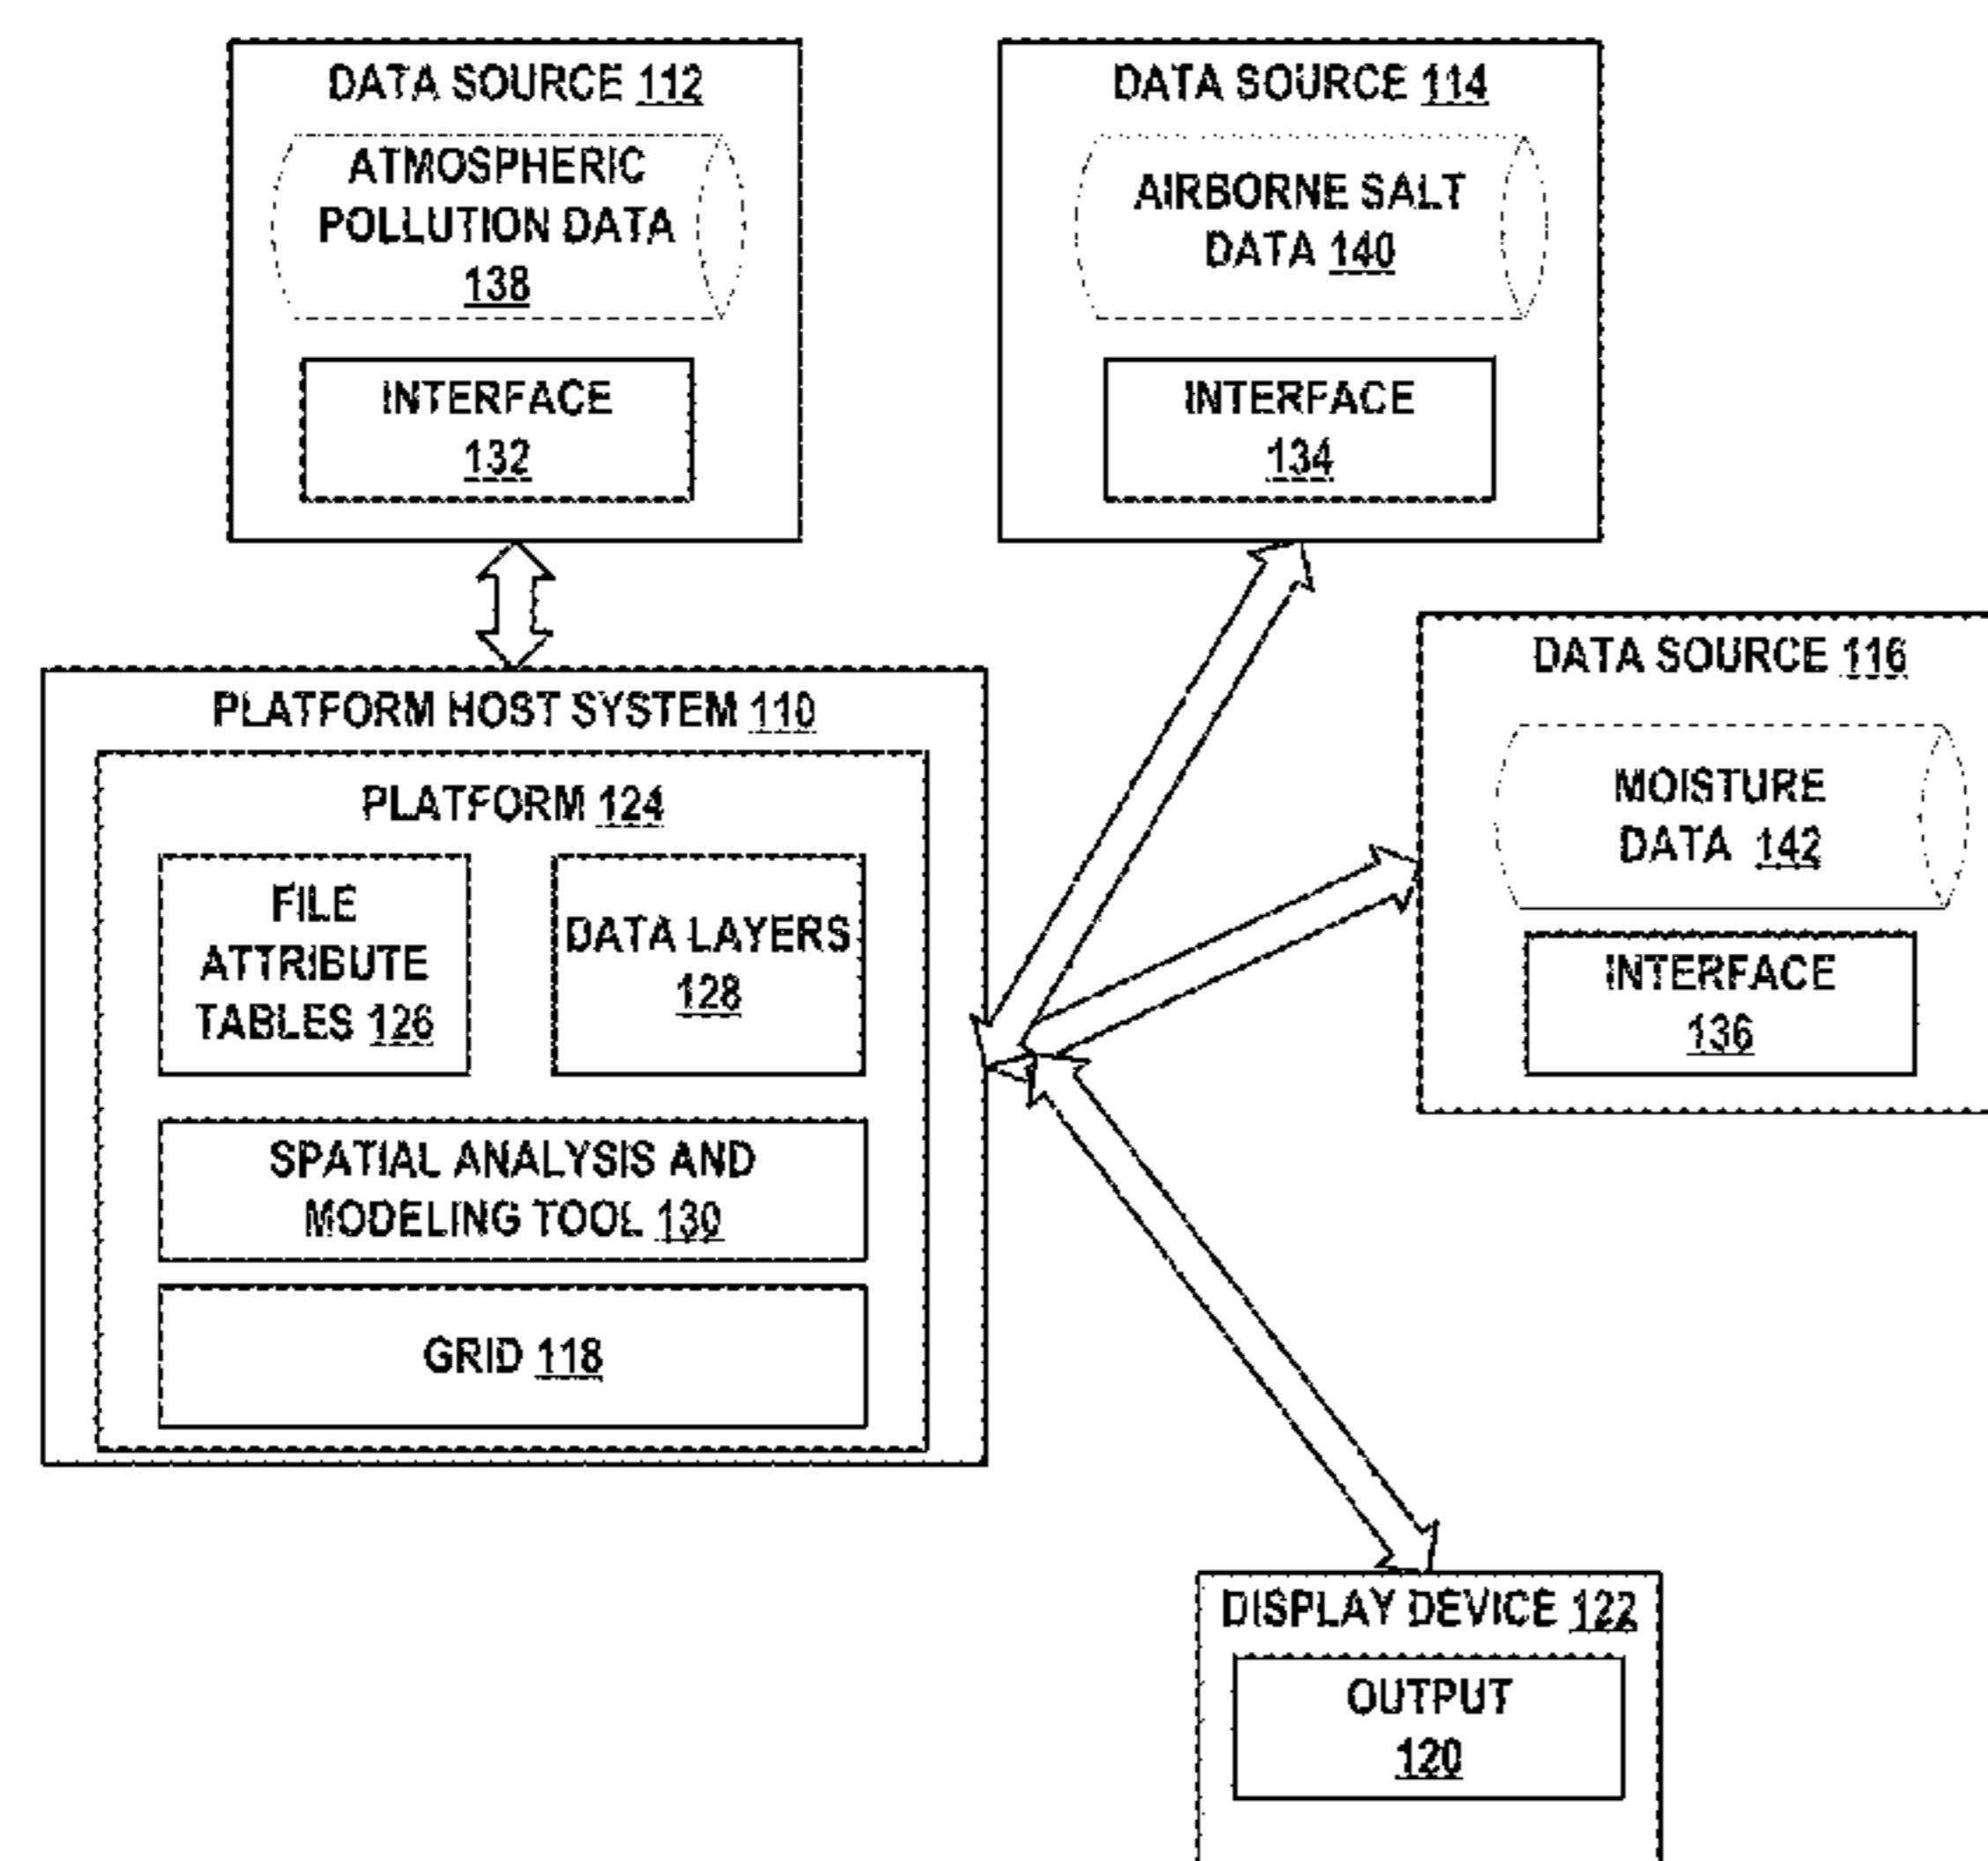 DATA SOURCE 112
ATMOSPHERIC
POLLUTION DATA
138
INTERFACE
132
DATA SOURCE 114
AIRBORNE SALT
DATA 140
INTERFACE
134
DATA SOURCE 116
MOISTURE
DATA 142
INTERFACE
136
PLATFORM HOST SYSTEM 110
PLATFORM 124
FILE
ATTRIBUTE
TABLES 126
DATA LAYERS
128
SPATIAL ANALYSIS AND
MODELING TOOL 130
GRID 118
DISPLAY DEVICE 122
OUTPUT
120